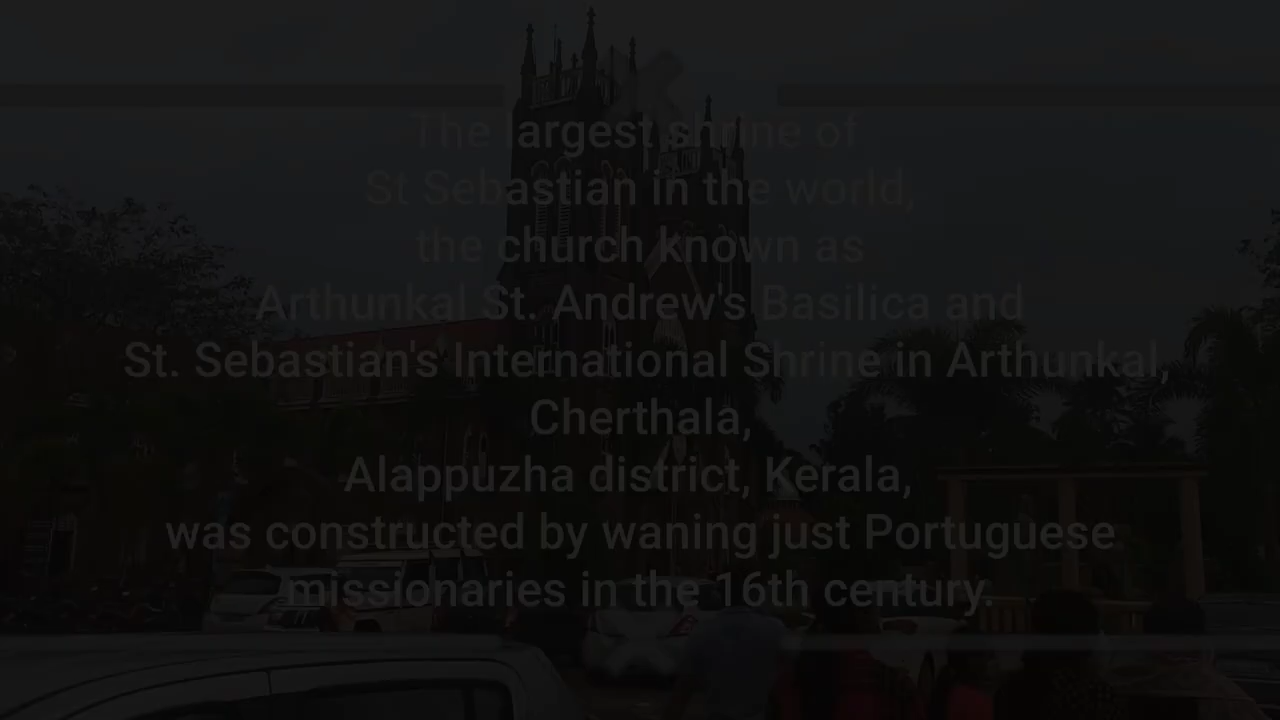 The largest shrine of
St Sebastian in the world,
the church known as
Arthunkal St. Andrew's Basilica and
St. Sebastian's International Shrine in Arthunkal,
Cherthala,
Alappuzha district, Kerala,
was constructed by waning just Portuguese
missionaries in the 16th century.